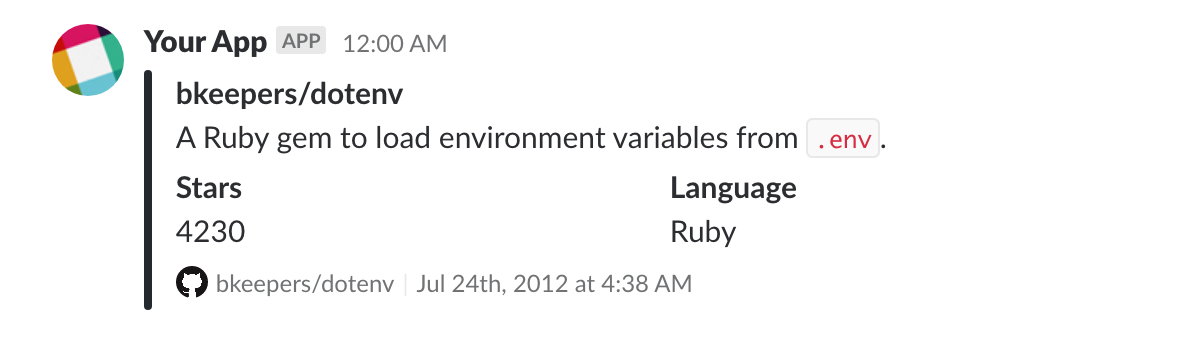 Your App APP 12:00 AM
bkeepers/dotenv
A Ruby gem to load environment variables from .env.
Stars Language
4230 Ruby
bkeepers/dotenv | Jul 24th, 2012 at 4:38 AM